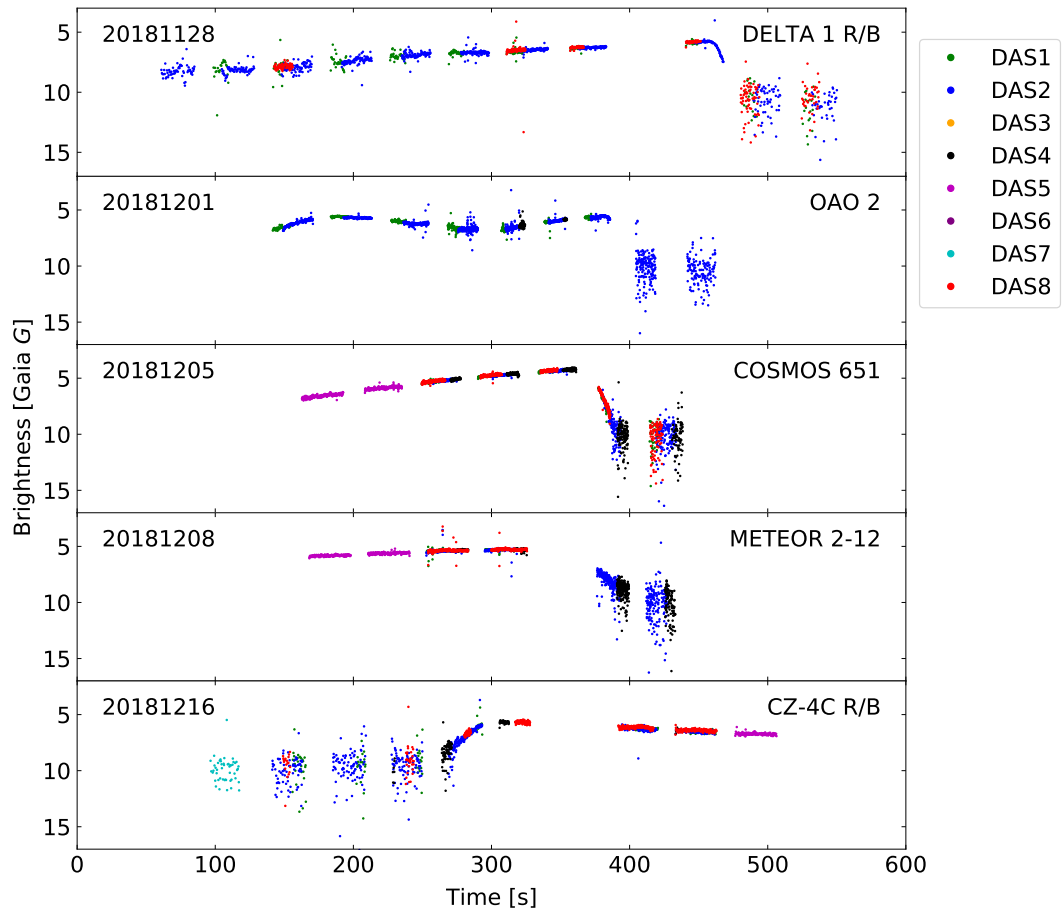 20181128 DELTA 1 R/B
5
10
15
20181201 OAO 2
5
10
15
20181205 COSMOS 651
5
10
15
20181208 METEOR 2-12
5
10
15
20181216 CZ-4C R/B
5
10
15
0 100 200 300 400 500 600
Time [s]
Brightness [Gaia G]
DAS1
DAS2
DAS3
DAS4
DAS5
DAS6
DAS7
DAS8